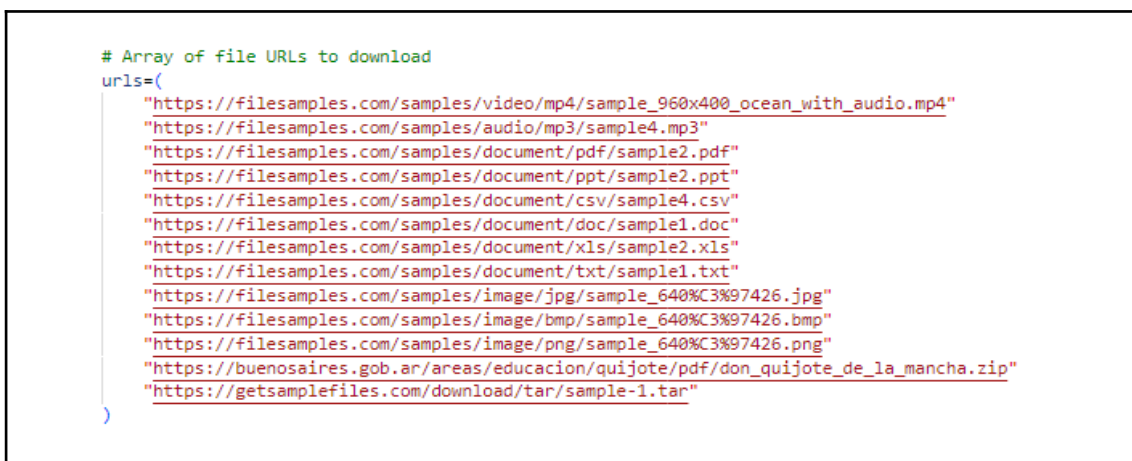 # Array of file URLs to download
urls=(
"https://filesamples.com/samples/video/mp4/sample_960x400_ocean_with_audio.mp4"
"https://filesamples.com/samples/audio/mp3/sample4.mp3"
"https://filesamples.com/samples/document/pdf/sample2.pdf"
"https://filesamples.com/samples/document/ppt/sample2.ppt"
"https://filesamples.com/samples/document/csv/sample4.csv"
"https://filesamples.com/samples/document/doc/sample1.doc"
"https://filesamples.com/samples/document/xls/sample2.xls"
"https://filesamples.com/samples/document/txt/sample1.txt"
"https://filesamples.com/samples/image/jpg/sample_640%C3%97426.jpg"
"https://filesamples.com/samples/image/bmp/sample_640%C3%97426.bmp"
"https://filesamples.com/samples/image/png/sample_640%C3%97426.png"
"https://buenosaires.gob.ar/areas/educacion/quijote/pdf/don_quijote_de_la_mancha.zip"
"https://getsamplefiles.com/download/tar/sample-1.tar"
)